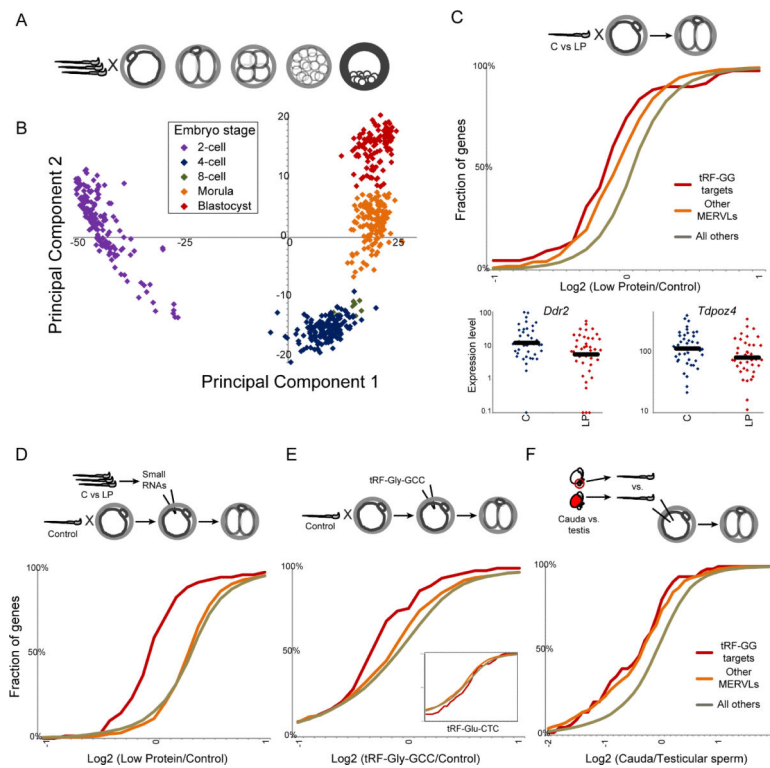 A
X
B
Embryo stage
2-cell
4-cell
8-cell
Morula
Blastocyst
Principal Component 2
20
10
0
-10
-20
-50
-25
0
25
Principal Component 1
C
C vs LP
X
100%
50%
0%
Fraction of genes
tRF-GG
targets
Other
MERVLs
All others
-1
0
1
Log2 (Low Protein/Control)
Ddr2
Expression level
100
10
1
0.1
C
LP
Tdpoz4
100
10
C
LP
D
C vs LP
Small
RNAs
Control
X
100%
50%
0%
Fraction of genes
-1
0
1
Log2 (Low Protein/Control)
E
tRF-Gly-GCC
Control
X
100%
50%
0%
-1
0
1
tRF-Glu-CTC
Log2 (tRF-Gly-GCC/Control)
F
vs.
Cauda vs.
testis
100%
50%
0%
tRF-GG
targets
Other
MERVLs
All others
-2
-1
0
1
2
Log2 (Cauda/Testicular sperm)